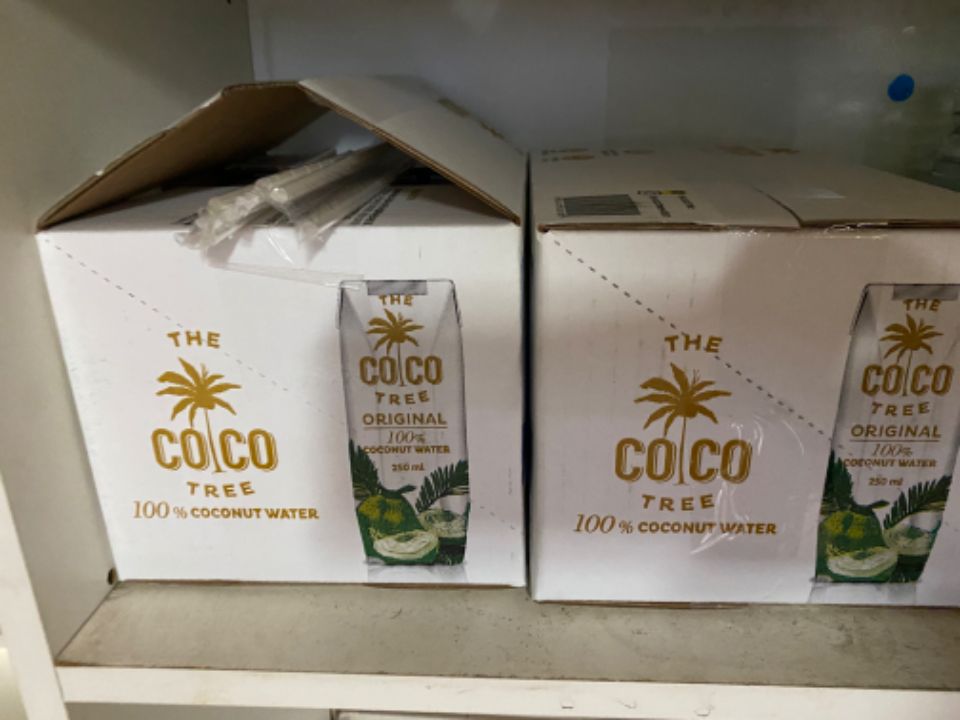 THE
COCO
TREE
100% COCONUT WATER
THE
COCO
TREE
ORIGINAL
100%
COCONUT WATER
250 ml
THE
COCO
TREE
100% COCONUT WATER
THE
COCO
TREE
ORIGINAL
100%
COCONUT WATER
250 ml